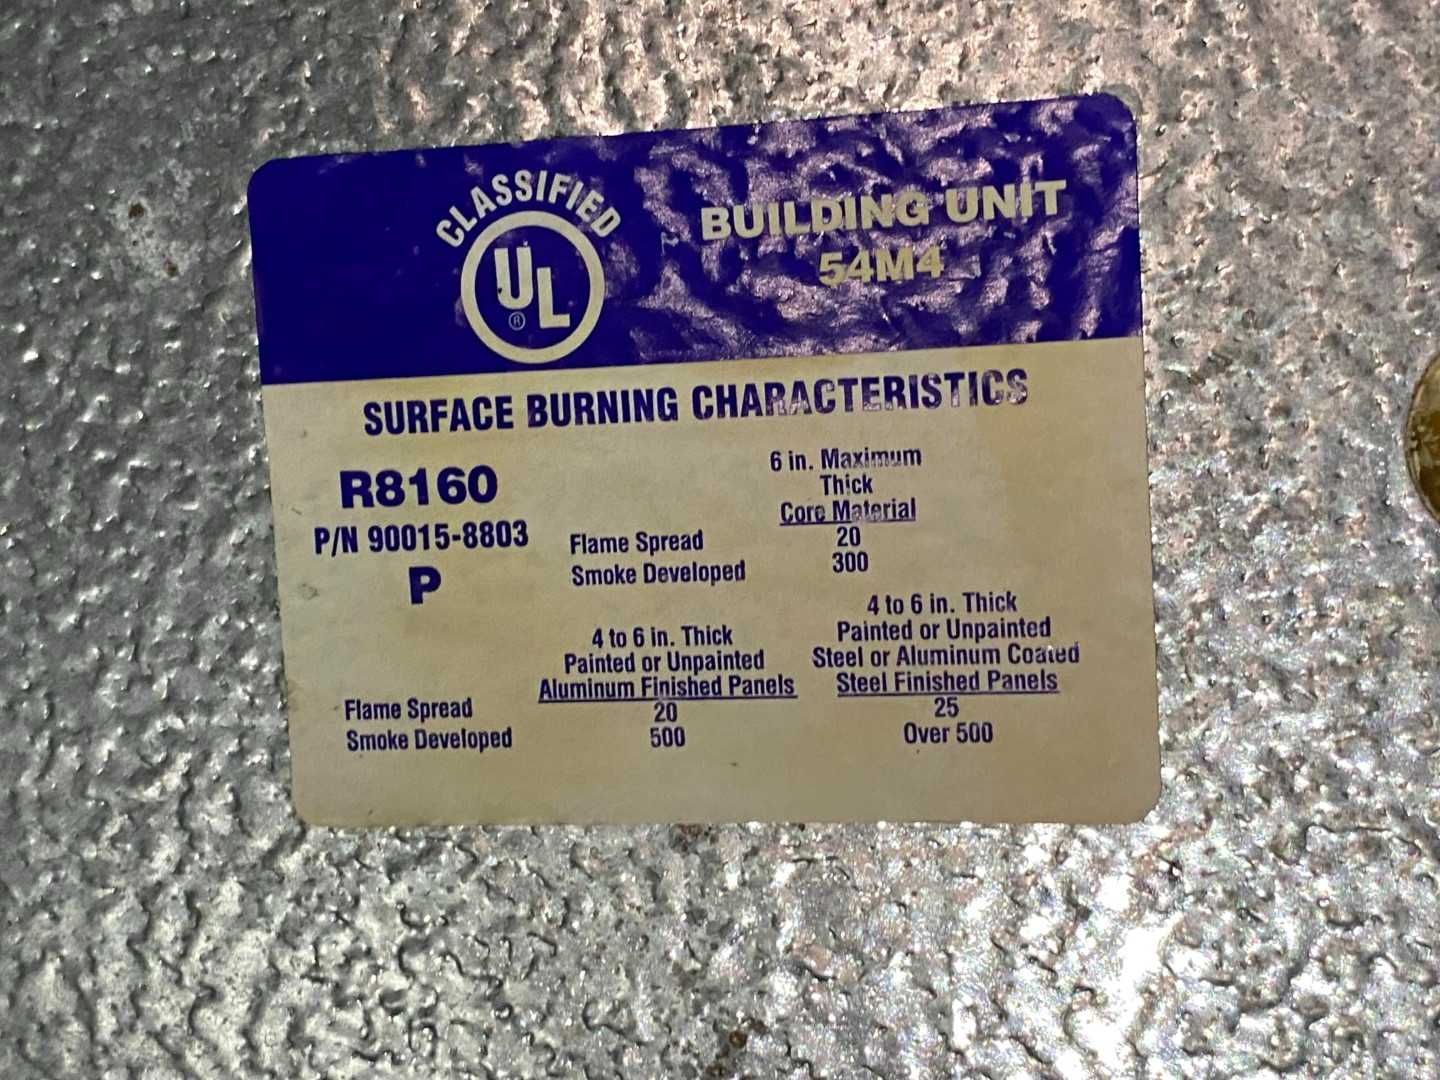 CLASSIFIED
UL
®
BUILDING UNIT
54M4
SURFACE BURNING CHARACTERISTICS
R8160
P/N 90015-8803
P
6 in. Maximum
Thick
Core Material
Flame Spread 20
Smoke Developed 300
4 to 6 in. Thick
Painted or Unpainted
Aluminum Finished Panels
4 to 6 in. Thick
Painted or Unpainted
Steel or Aluminum Coated
Steel Finished Panels
Flame Spread 20 25
Smoke Developed 500 Over 500